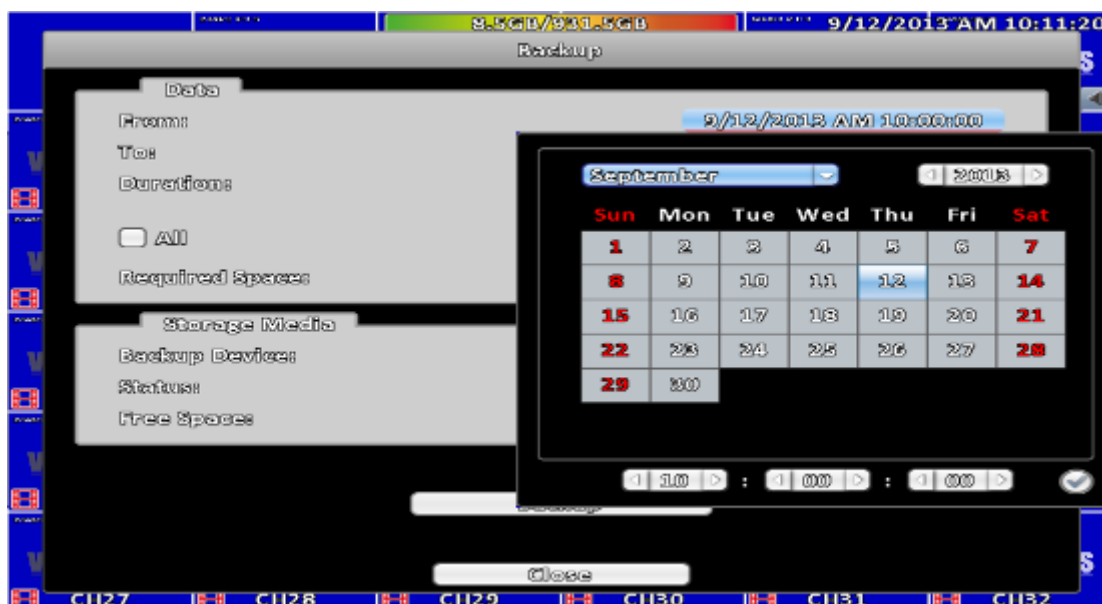 8.5GB/931.5GB
9/12/2013 AM 10:11:20
Backup
Data
From: 9/12/2013 AM 10:00:00
To:
Duration:
All
Required Space:
Storage Media
Backup Device:
Status:
Free Space:
September 2013
Sun Mon Tue Wed Thu Fri Sat
1 2 3 4 5 6 7
8 9 10 11 12 13 14
15 16 17 18 19 20 21
22 23 24 25 26 27 28
29 30
10 : 00 : 00
Backup
Close
CH27 CH28 CH29 CH30 CH31 CH32